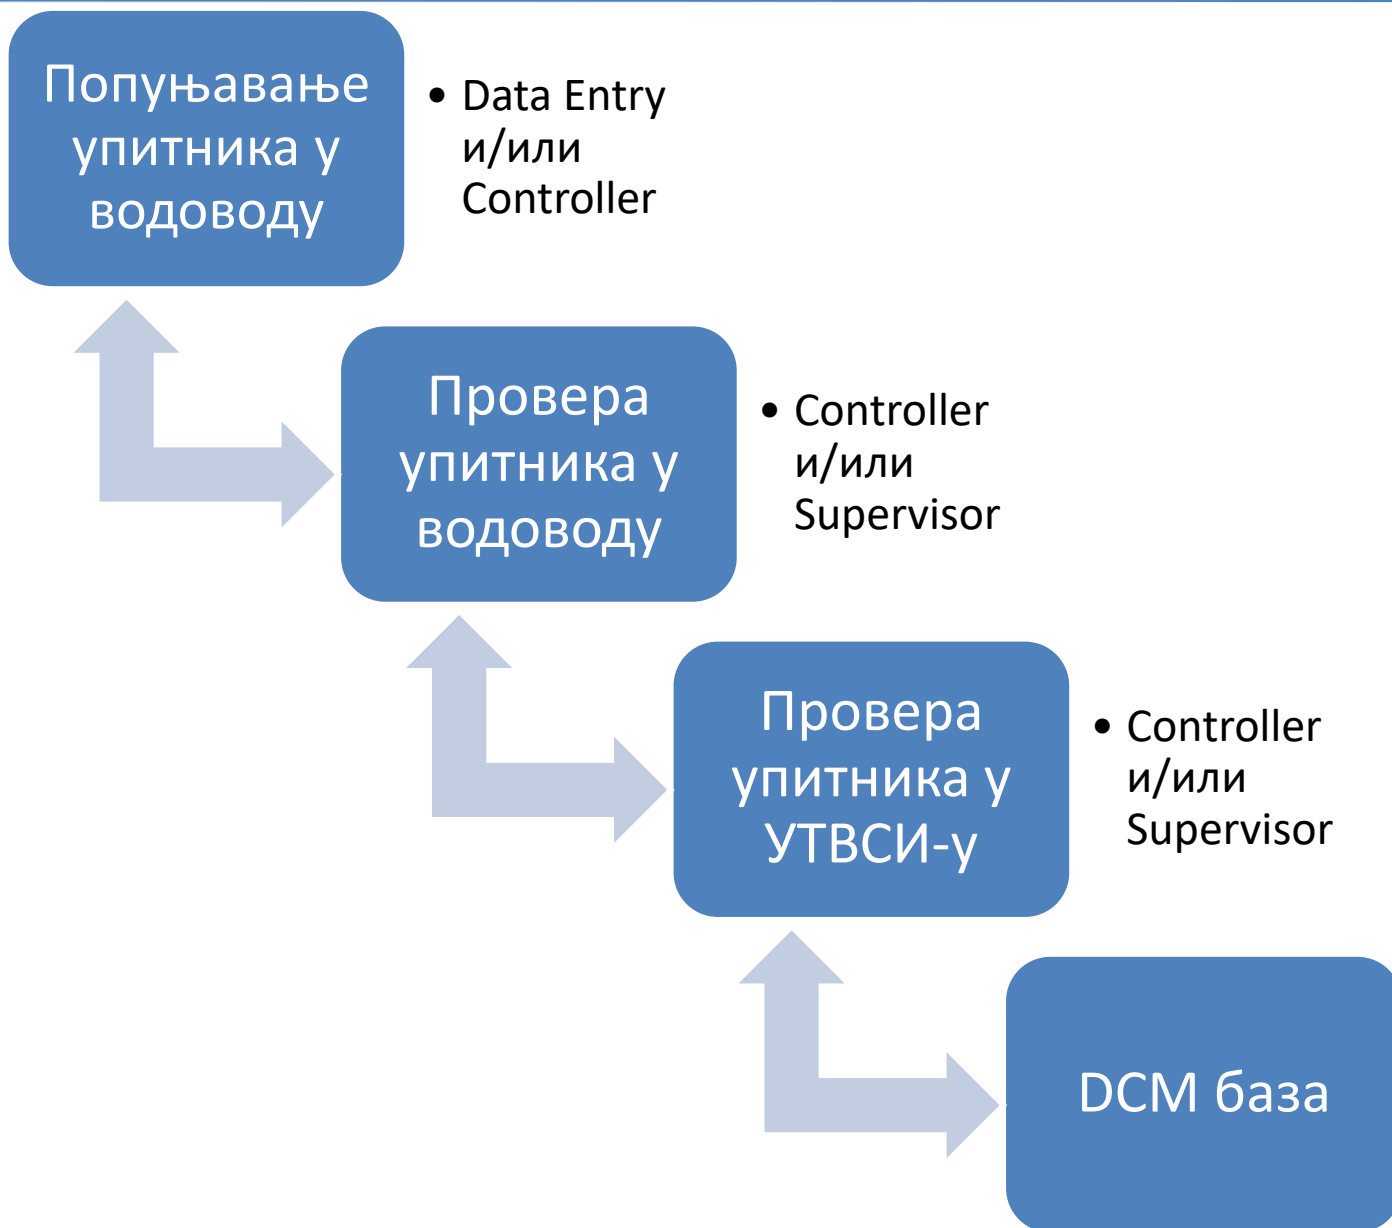 Попуњавање
упитника у
водоводу
• Data Entry
и/или
Controller
Провера
упитника у
водоводу
• Controller
и/или
Supervisor
Провера
упитника у
УТВСИ-у
• Controller
и/или
Supervisor
DCM база